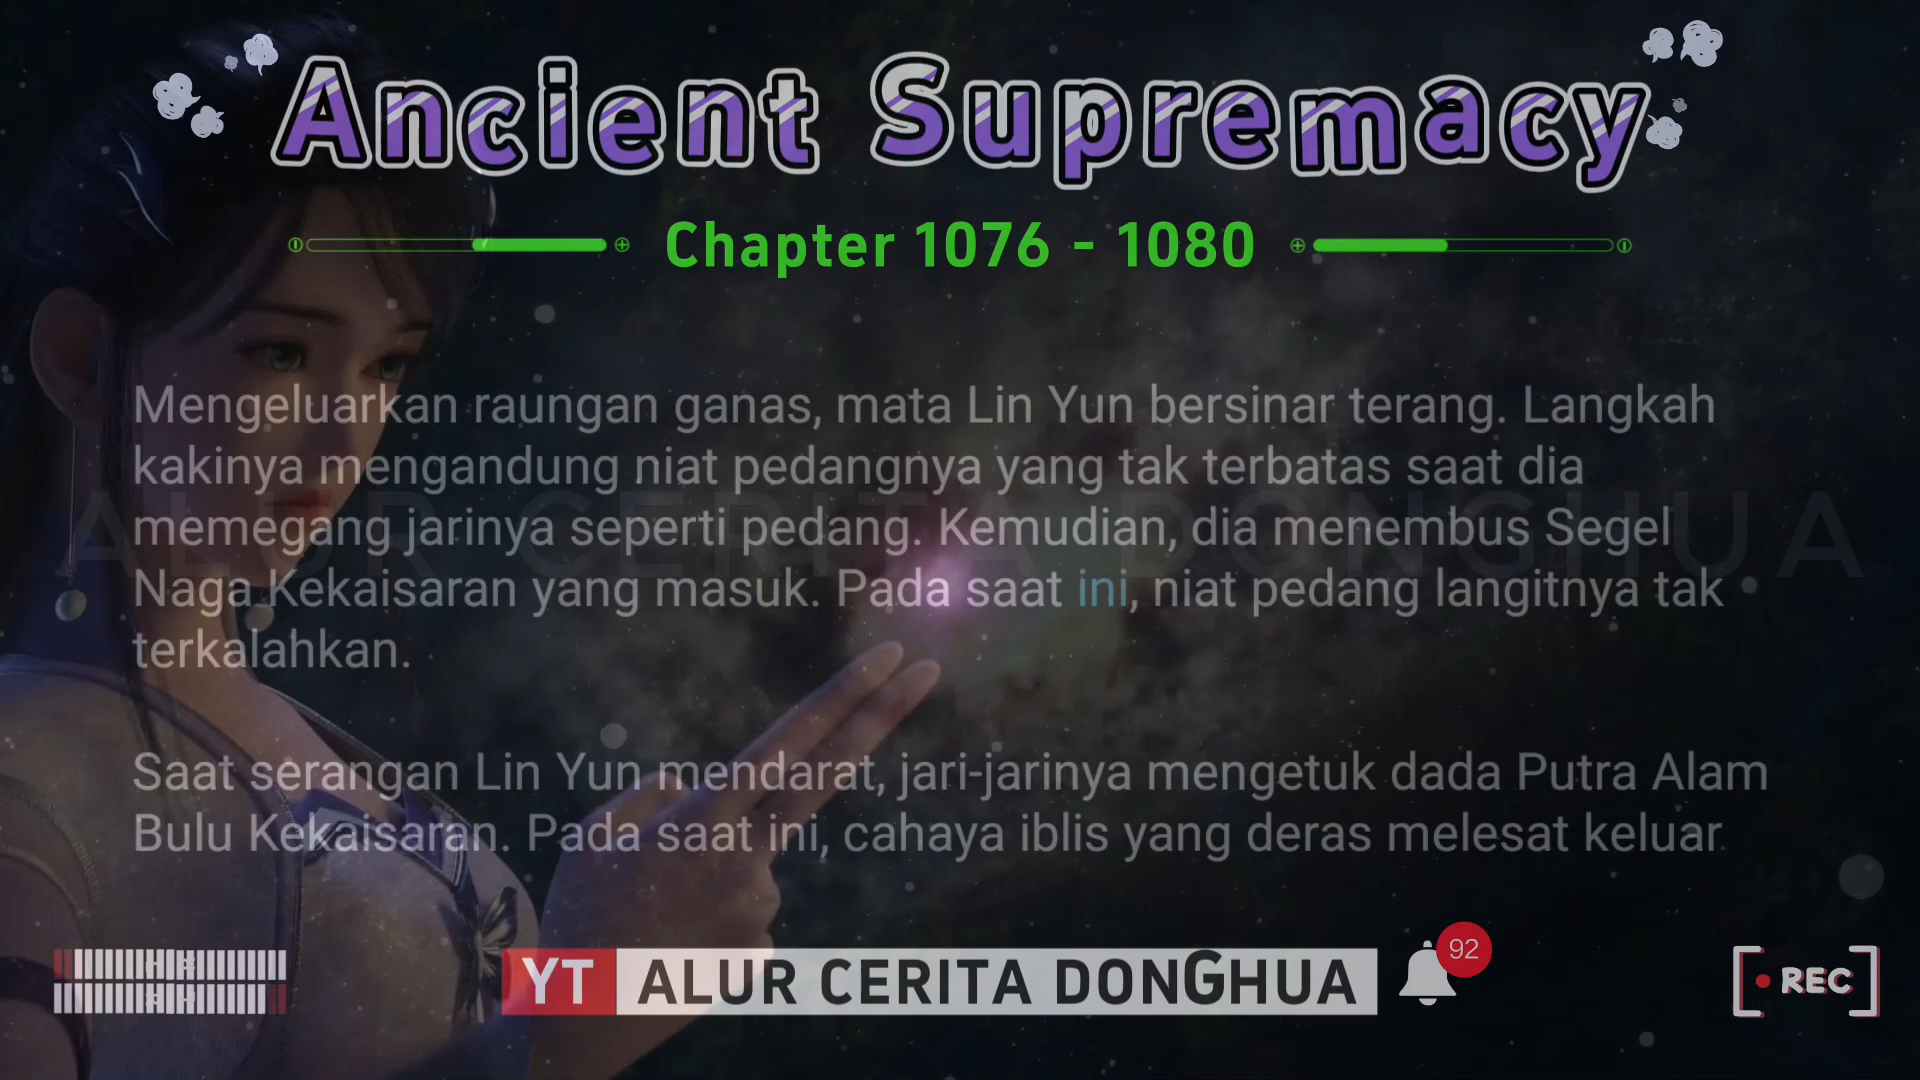 Ancient Supremacy
Chapter 1076 - 1080
Mengeluarkan raungan ganas, mata Lin Yun bersinar terang. Langkah
kakinya mengandung niat pedangnya yang tak terbatas saat dia
memegang jarinya seperti pedang. Kemudian, dia menembus Segel
Naga Kekaisaran yang masuk. Pada saat ini, niat pedang langitnya tak
terkalahkan.
Saat serangan Lin Yun mendarat, jari-jarinya mengetuk dada Putra Alam
Bulu Kekaisaran. Pada saat ini, cahaya iblis yang deras melesat keluar
ALUR CERITA DONGHUA
YT ALUR CERITA DONGHUA
92
REC